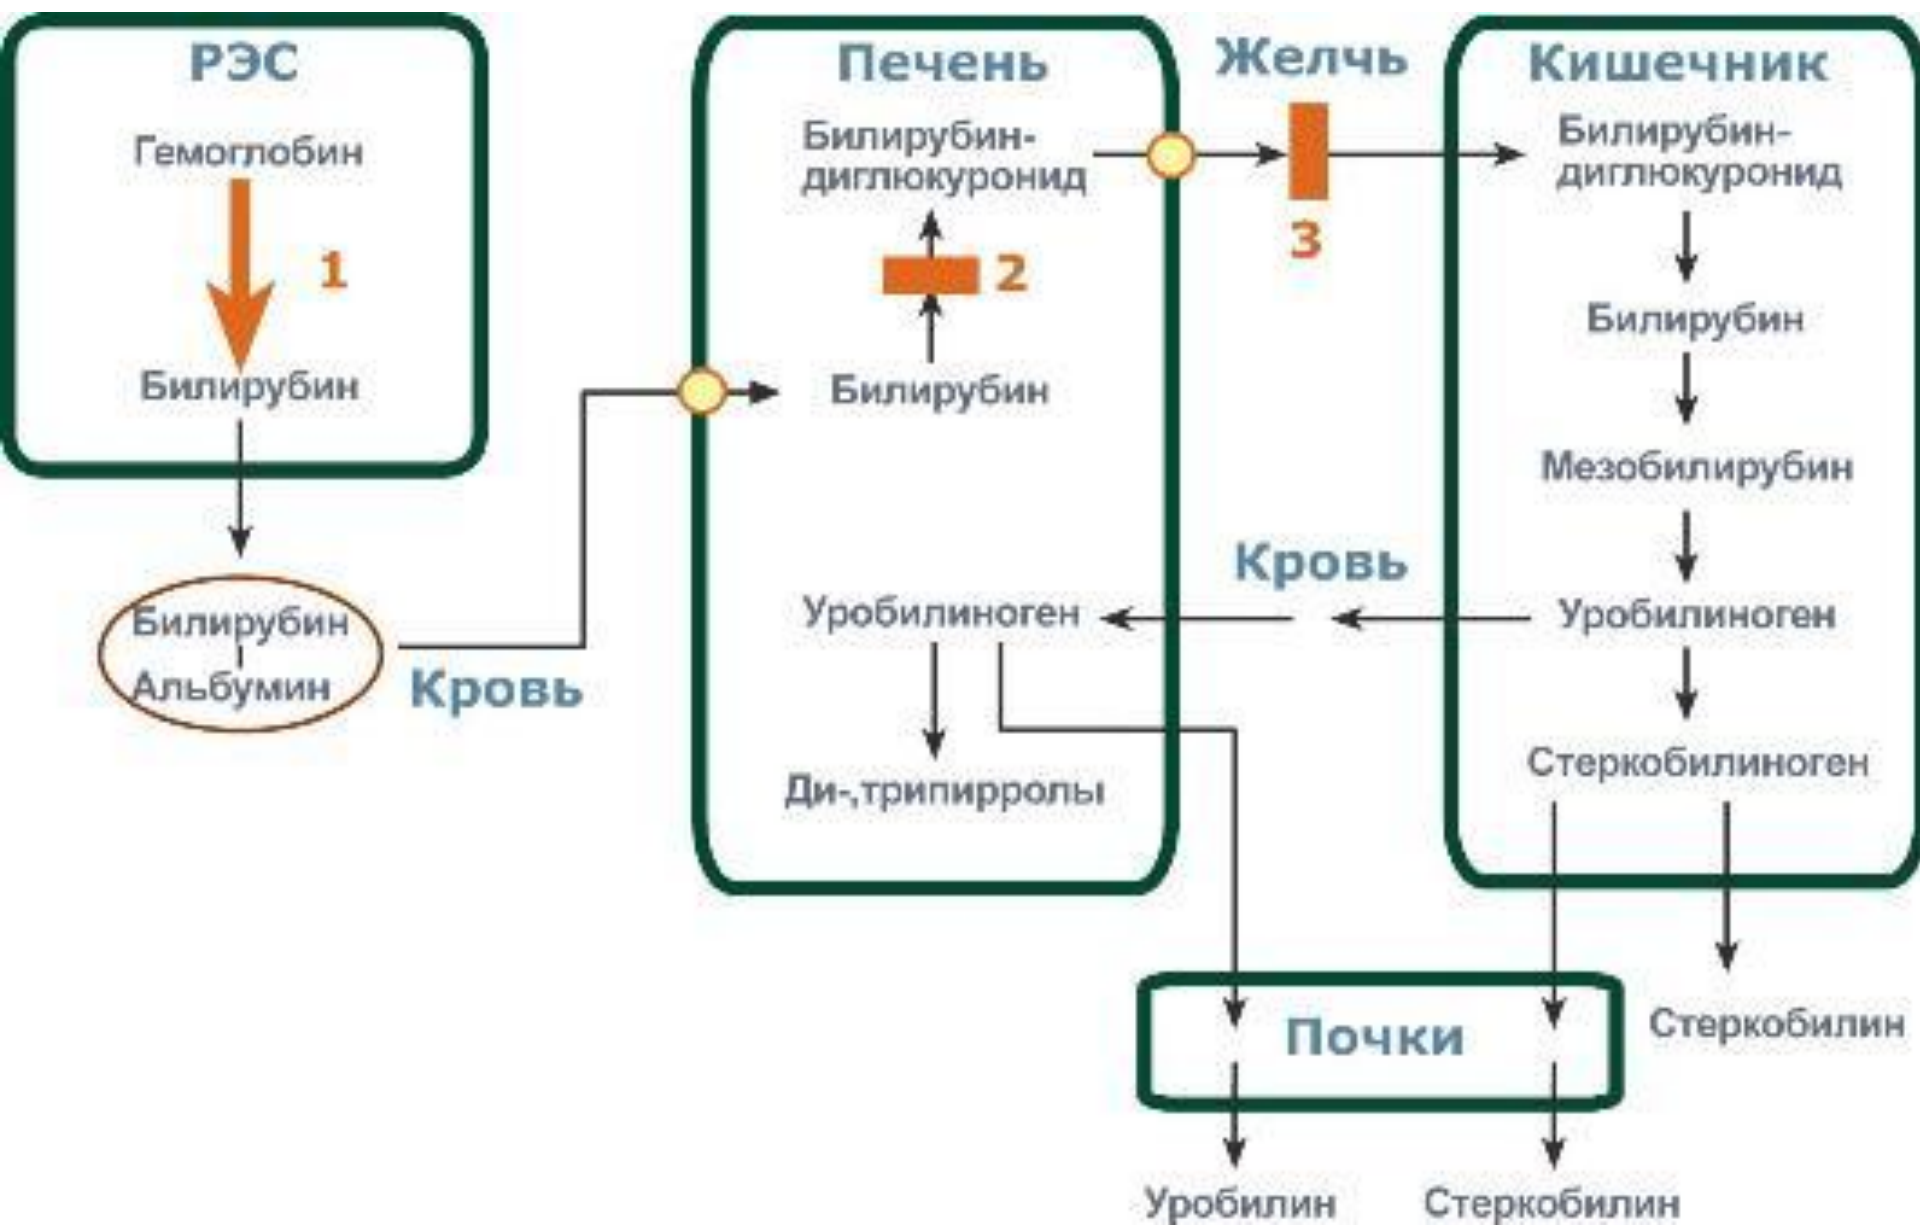 РЭС
Гемоглобин
1
Билирубин
Билирубин
Альбумин
Кровь
Печень
Билирубин-
диглюкуронид
2
Билирубин
Уробилиноген
Ди-,трипирролы
Желчь
3
Кровь
Кишечник
Билирубин-
диглюкуронид
Билирубин
Мезобилирубин
Уробилиноген
Стеркобилиноген
Почки
Стеркобилин
Уробилин
Стеркобилин